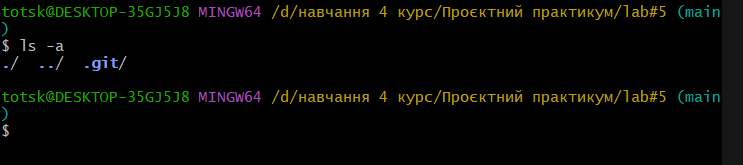 totsk@DESKTOP-35GJ5J8 MINGW64 /d/навчання 4 курс/Проєктний практикум/lab#5 (main
)
$ ls -a
./  ../  .git/
totsk@DESKTOP-35GJ5J8 MINGW64 /d/навчання 4 курс/Проєктний практикум/lab#5 (main
)
$